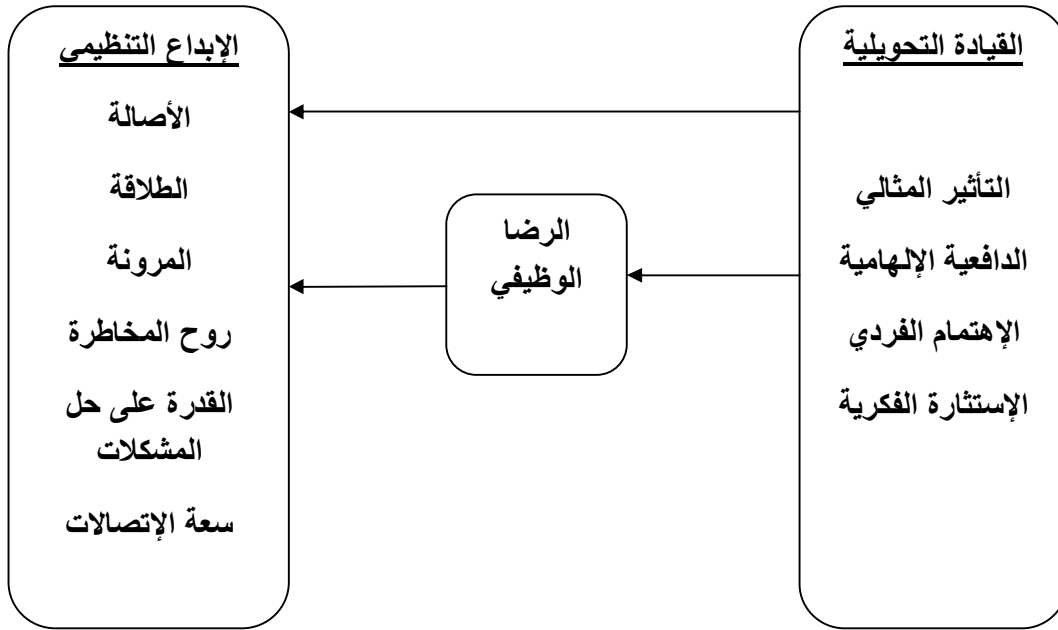 القيادة التحويلية
التأثير المثالي
الدافعية الإلهامية
الإهتمام الفردي
الإستثارة الفكرية
الرضا
الوظيفي
الإبداع التنظيمي
الأصالة
الطلاقة
المرونة
روح المخاطرة
القدرة على حل
المشكلات
سعة الإتصالات